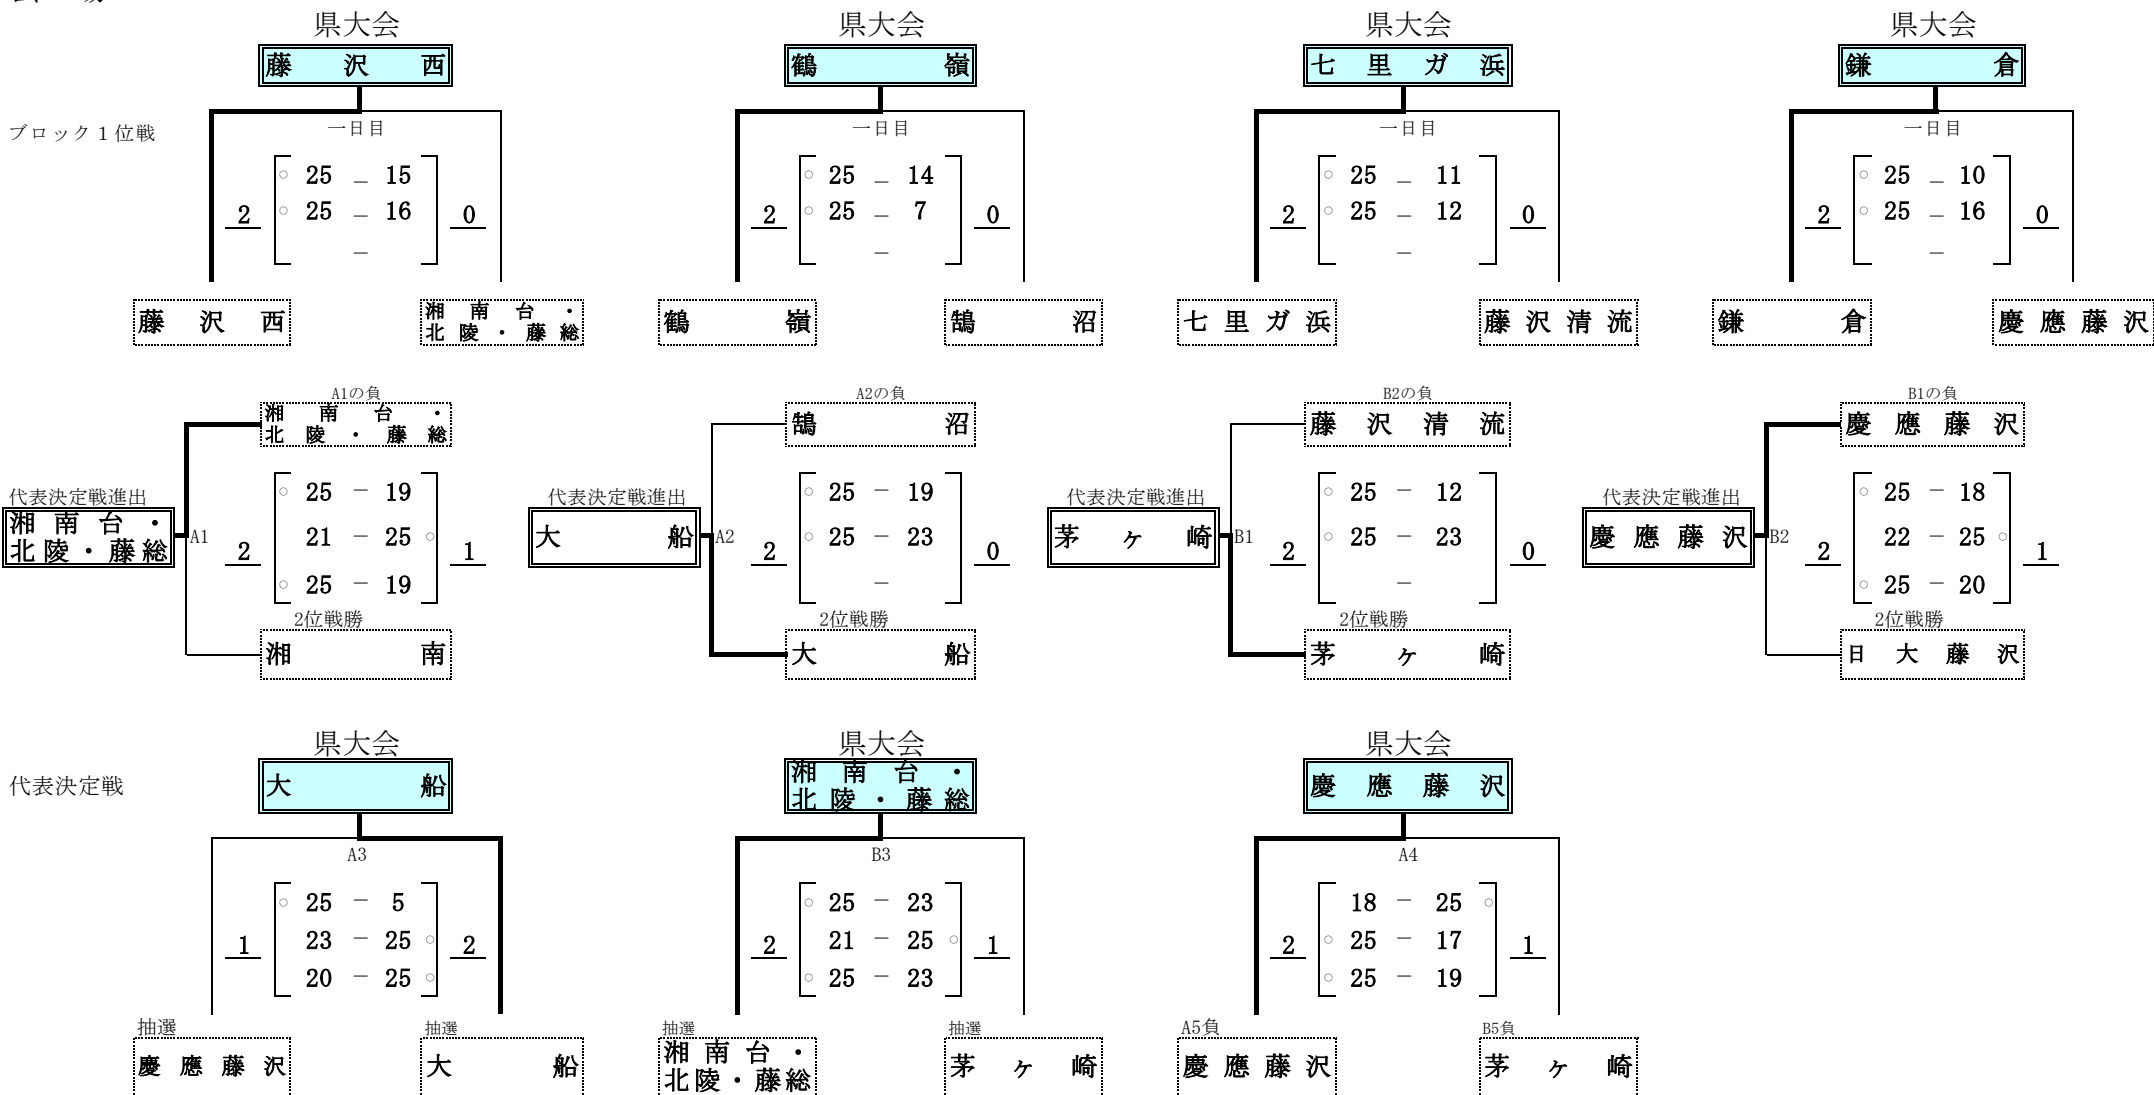 県大会 県大会 県大会 県大会
藤沢西 鶴嶺 七里ガ浜 鎌倉
ブロック１位戦
一日目 一日目 一日目 一日目
○ 25 － 15 ○ 25 － 14 ○ 25 － 11 ○ 25 － 10
2 ○ 25 － 16 0 2 ○ 25 － 7 0 2 ○ 25 － 12 0 2 ○ 25 － 16 0
－ － － －
藤沢西 湘南台・ 鶴嶺 鵠沼 七里ガ浜 藤沢清流 鎌倉 慶應藤沢
北陵・藤総
A1の負 A2の負 B2の負 B1の負
湘南台・ 鵠沼 藤沢清流 慶應藤沢
北陵・藤総
○ 25 － 19 ○ 25 － 19 ○ 25 － 12 ○ 25 － 18
代表決定戦進出 代表決定戦進出 代表決定戦進出 代表決定戦進出
湘南台・ 大船 茅ヶ崎 慶應藤沢
北陵・藤総
A1 2 21 － 25 ○ 1 A2 2 ○ 25 － 23 0 B1 2 ○ 25 － 23 0 B2 2 22 － 25 ○ 1
○ 25 － 19 － － ○ 25 － 20
2位戦勝 2位戦勝 2位戦勝 2位戦勝
湘南 大船 茅ヶ崎 日大藤沢
県大会 県大会 県大会
代表決定戦
大船 湘南台・ 慶應藤沢
北陵・藤総
A3 B3 A4
○ 25 － 5 ○ 25 － 23 18 － 25 ○
1 23 － 25 ○ 2 2 21 － 25 ○ 1 2 ○ 25 － 17 1
20 － 25 ○ ○ 25 － 23 ○ 25 － 19
抽選 抽選 抽選 抽選 A5負 B5負
慶應藤沢 大船 湘南台・ 茅ヶ崎 慶應藤沢 茅ヶ崎
北陵・藤総